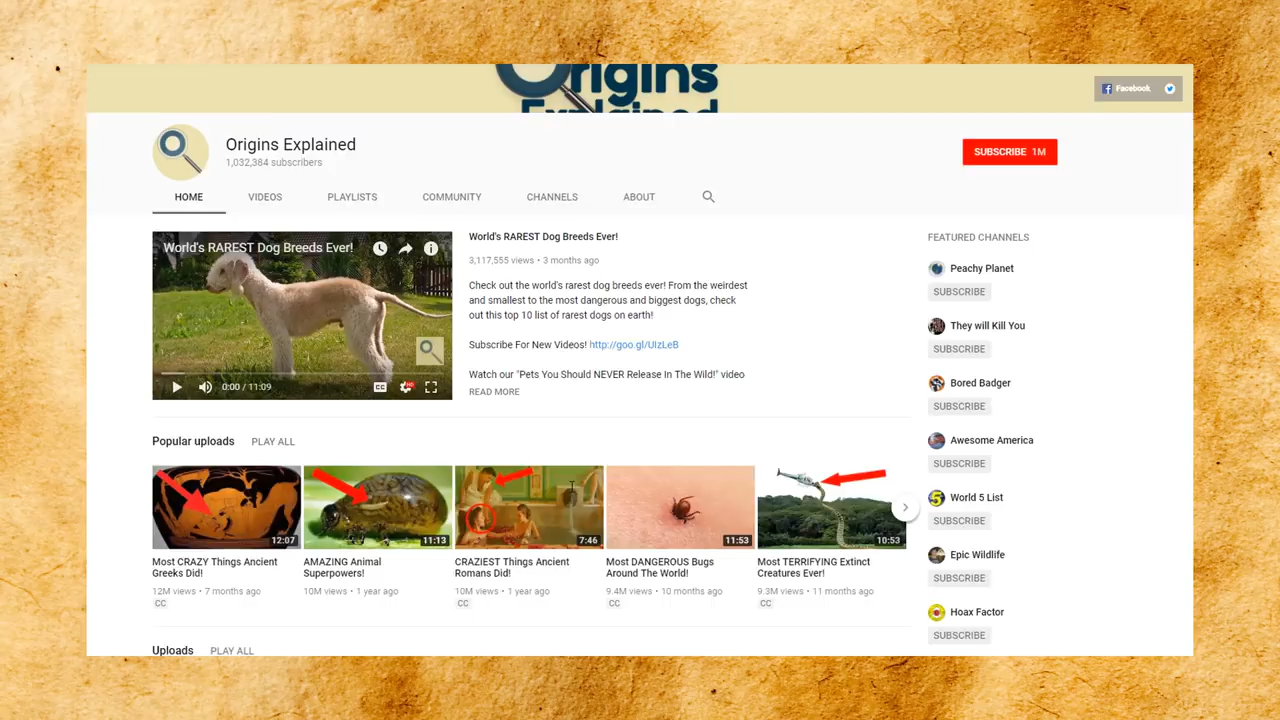 Origins
Explained
Facebook
Origins Explained
1,032,384 subscribers
SUBSCRIBE 1M
HOME VIDEOS PLAYLISTS COMMUNITY CHANNELS ABOUT
World's RAREST Dog Breeds Ever!
0:00 / 11:09
CC
HD
World's RAREST Dog Breeds Ever!
3,117,555 views • 3 months ago
Check out the world's rarest dog breeds ever! From the weirdest
and smallest to the most dangerous and biggest dogs, check
out this top 10 list of rarest dogs on earth!
Subscribe For New Videos! http://goo.gl/UIzLeB
Watch our "Pets You Should NEVER Release In The Wild!" video
READ MORE
Popular uploads PLAY ALL
12:07
Most CRAZY Things Ancient
Greeks Did!
12M views • 7 months ago
CC
11:13
AMAZING Animal
Superpowers!
10M views • 1 year ago
7:46
CRAZIEST Things Ancient
Romans Did!
10M views • 1 year ago
CC
11:53
Most DANGEROUS Bugs
Around The World!
9.4M views • 10 months ago
CC
10:53
Most TERRIFYING Extinct
Creatures Ever!
9.3M views • 11 months ago
CC
Uploads PLAY ALL
FEATURED CHANNELS
Peachy Planet
SUBSCRIBE
They will Kill You
SUBSCRIBE
Bored Badger
SUBSCRIBE
Awesome America
SUBSCRIBE
5
World 5 List
SUBSCRIBE
Epic Wildlife
SUBSCRIBE
Hoax Factor
SUBSCRIBE